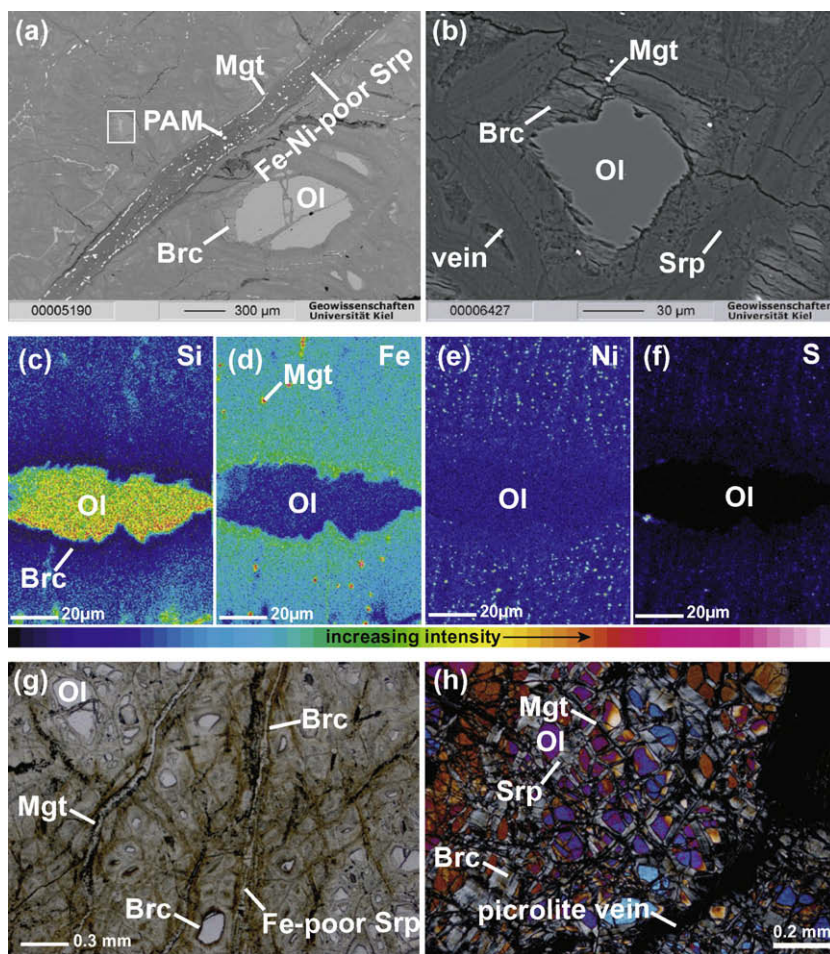 (a)
Mgt
PAM
Fe-Ni-poor Srp
Ol
Brc
00005190
300 µm
Geowissenschaften
Universität Kiel
(b)
Mgt
Brc
Ol
vein
Srp
00006427
30 µm
Geowissenschaften
Universität Kiel
(c)
Si
Ol
Brc
20µm
(d)
Fe
Mgt
Ol
20µm
(e)
Ni
Ol
20µm
(f)
S
Ol
20µm
increasing intensity
(g)
Ol
Brc
Mgt
Brc
Fe-poor Srp
0.3 mm
(h)
Mgt
Ol
Srp
Brc
picrolite vein
0.2 mm